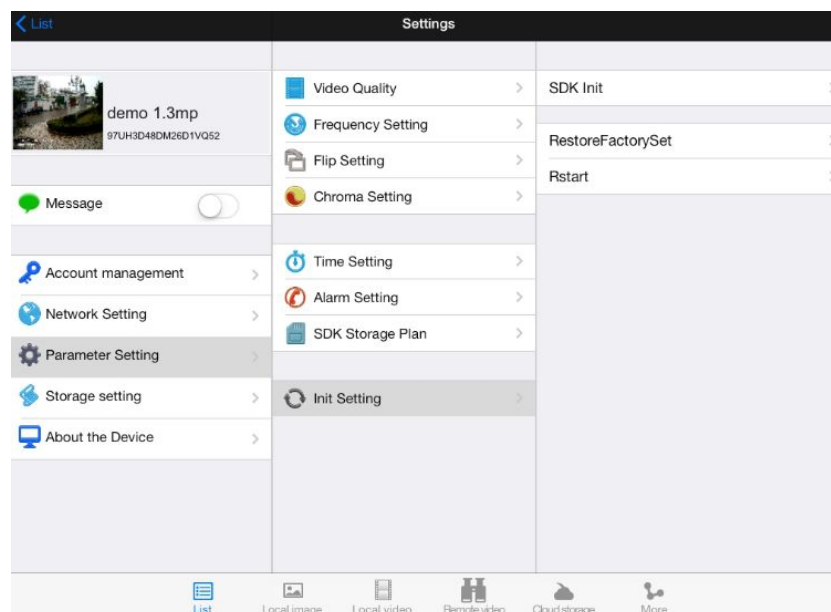 List
Settings
demo 1.3mp
97UH3D48DM26D1VQ52
Message
Account management
Network Setting
Parameter Setting
Storage setting
About the Device
Video Quality
Frequency Setting
Flip Setting
Chroma Setting
Time Setting
Alarm Setting
SDK Storage Plan
Init Setting
SDK Init
RestoreFactorySet
Rstart
List
Local image
Local video
Remote video
Cloud storage
More